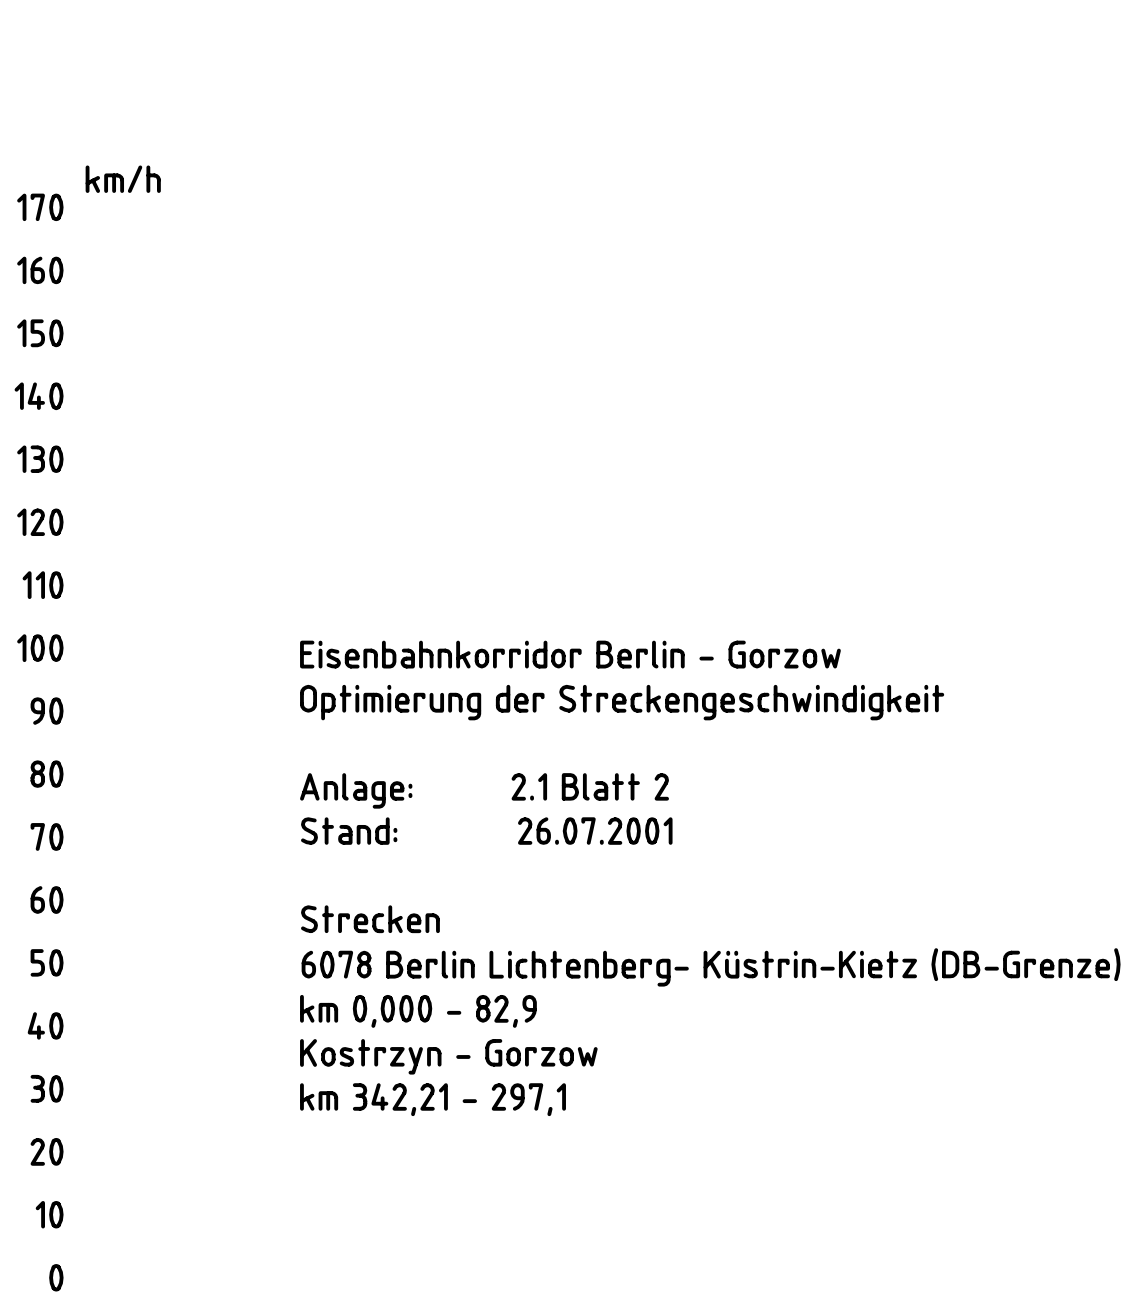 km/h
170
160
150
140
130
120
110
100
90
80
70
60
50
40
30
20
10
0
Eisenbahnkorridor Berlin - Gorzow
Optimierung der Streckengeschwindigkeit
Anlage: 2.1 Blatt 2
Stand: 26.07.2001
Strecken
6078 Berlin Lichtenberg- Küstrin-Kietz (DB-Grenze)
km 0,000 - 82,9
Kostrzyn - Gorzow
km 342,21 - 297,1